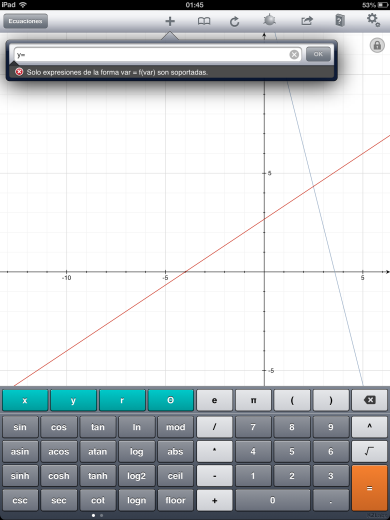 iPad 01:45 53%
Ecuaciones
y= OK
Solo expresiones de la forma var = f(var) on soportadas.
5
-10 -5 5
-5
x y r Θ e π ( )
sin cos tan ln mod / 7 8 9 ^
asin acos atan log abs * 4 5 6 √
sinh cosh tanh log2 ceil - 1 2 3 =
csc sec cot logn floor + 0 .